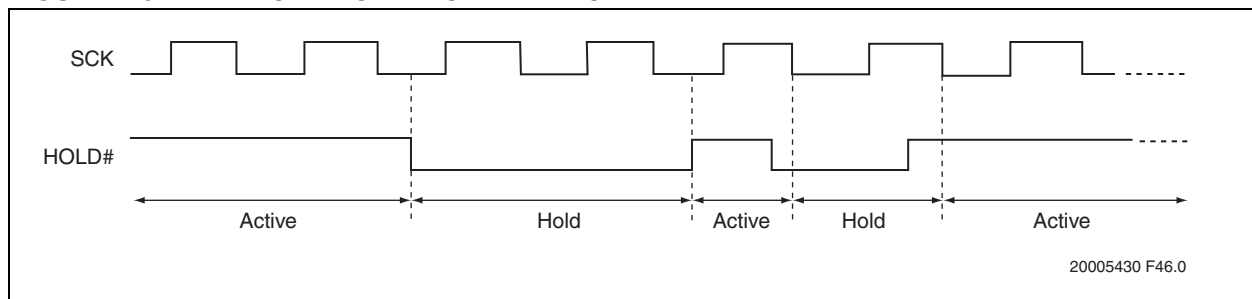 SCK
HOLD#
Active
Hold
Active
Hold
Active
20005430 F46.0